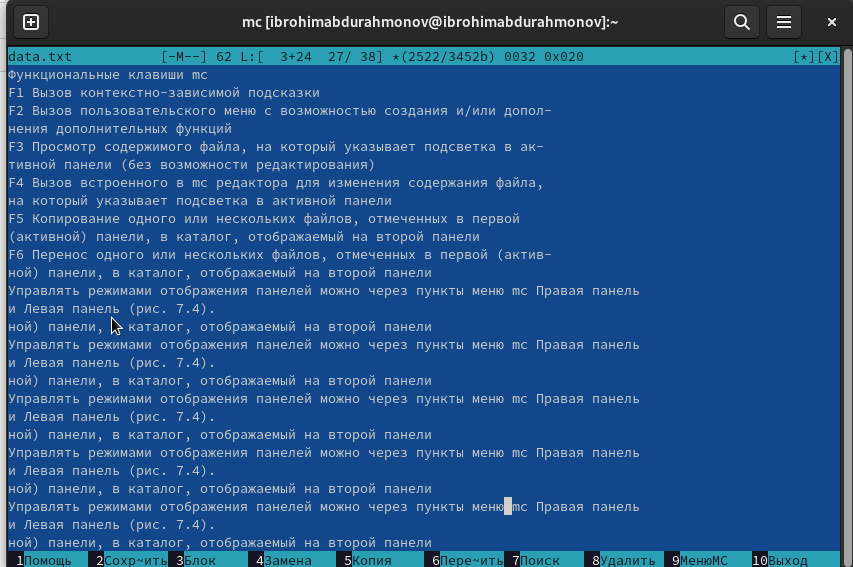 mc [ibrohimabdurahmonov@ibrohimabdurahmonov]:~
data.txt [-M--] 62 L:[ 3+24 27/ 38] *(2522/3452b) 0032 0x020 [*][X]
Функциональные клавиши mc
F1 Вызов контекстно-зависимой подсказки
F2 Вызов пользовательского меню с возможностью создания и/или допол-
нения дополнительных функций
F3 Просмотр содержимого файла, на который указывает подсветка в ак-
тивной панели (без возможности редактирования)
F4 Вызов встроенного в mc редактора для изменения содержания файла,
на который указывает подсветка в активной панели
F5 Копирование одного или нескольких файлов, отмеченных в первой
(активной) панели, в каталог, отображаемый на второй панели
F6 Перенос одного или нескольких файлов, отмеченных в первой (актив-
ной) панели, в каталог, отображаемый на второй панели
Управлять режимами отображения панелей можно через пункты меню mc Правая панель
и Левая панель (рис. 7.4).
ной) панели, в каталог, отображаемый на второй панели
Управлять режимами отображения панелей можно через пункты меню mc Правая панель
и Левая панель (рис. 7.4).
ной) панели, в каталог, отображаемый на второй панели
Управлять режимами отображения панелей можно через пункты меню mc Правая панель
и Левая панель (рис. 7.4).
ной) панели, в каталог, отображаемый на второй панели
Управлять режимами отображения панелей можно через пункты меню mc Правая панель
и Левая панель (рис. 7.4).
ной) панели, в каталог, отображаемый на второй панели
Управлять режимами отображения панелей можно через пункты меню mc Правая панель
и Левая панель (рис. 7.4).
ной) панели, в каталог, отображаемый на второй панели
1Помощь 2Сохр~ить 3Блок 4Замена 5Копия 6Пере~ить 7Поиск 8Удалить 9МенюMC 10Выход